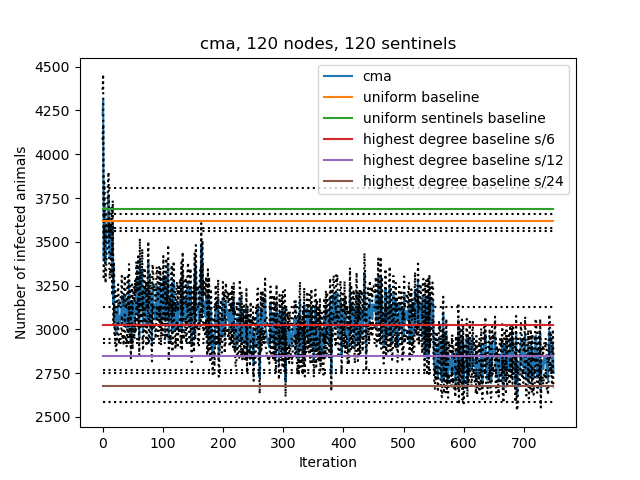 cma, 120 nodes, 120 sentinels
4500
4250
4000
3750
3500
3250
3000
2750
2500
Number of infected animals
cma
uniform baseline
uniform sentinels baseline
highest degree baseline s/6
highest degree baseline s/12
highest degree baseline s/24
0 100 200 300 400 500 600 700
Iteration